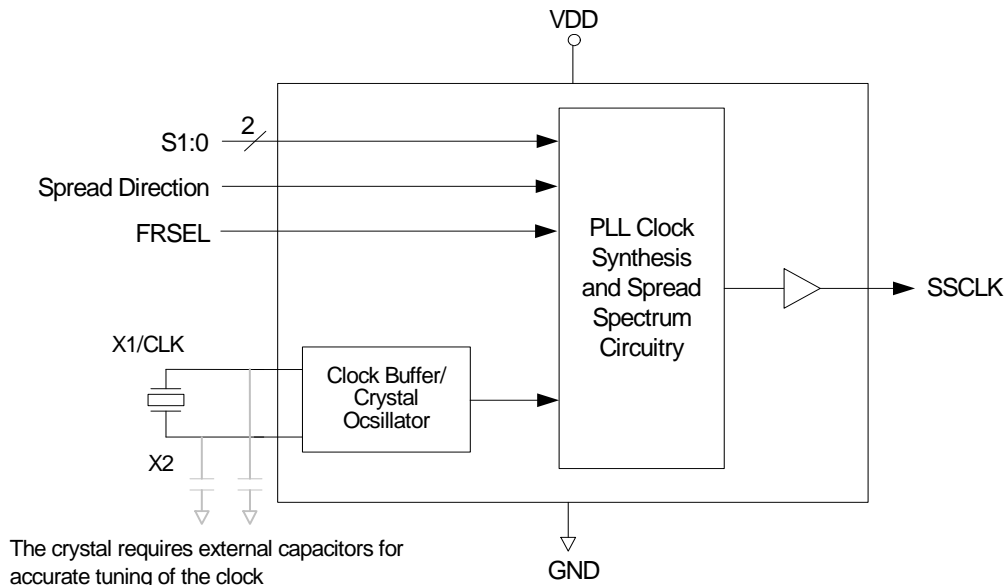 VDD
2
S1:0
Spread Direction
FRSEL
PLL Clock
Synthesis
and Spread
Spectrum
Circuitry
SSCLK
X1/CLK
Clock Buffer/
Crystal
Ocsillator
X2
The crystal requires external capacitors for
accurate tuning of the clock
GND